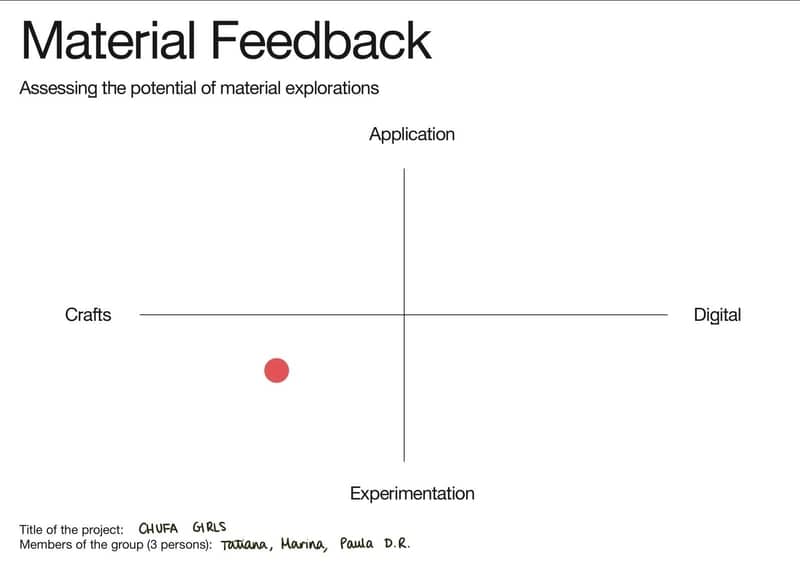 Material Feedback
Assessing the potential of material explorations
Application
Crafts
Digital
Experimentation
Title of the project: CHUFA GIRLS
Members of the group (3 persons): Tatiana, Marina, Paula D.R.